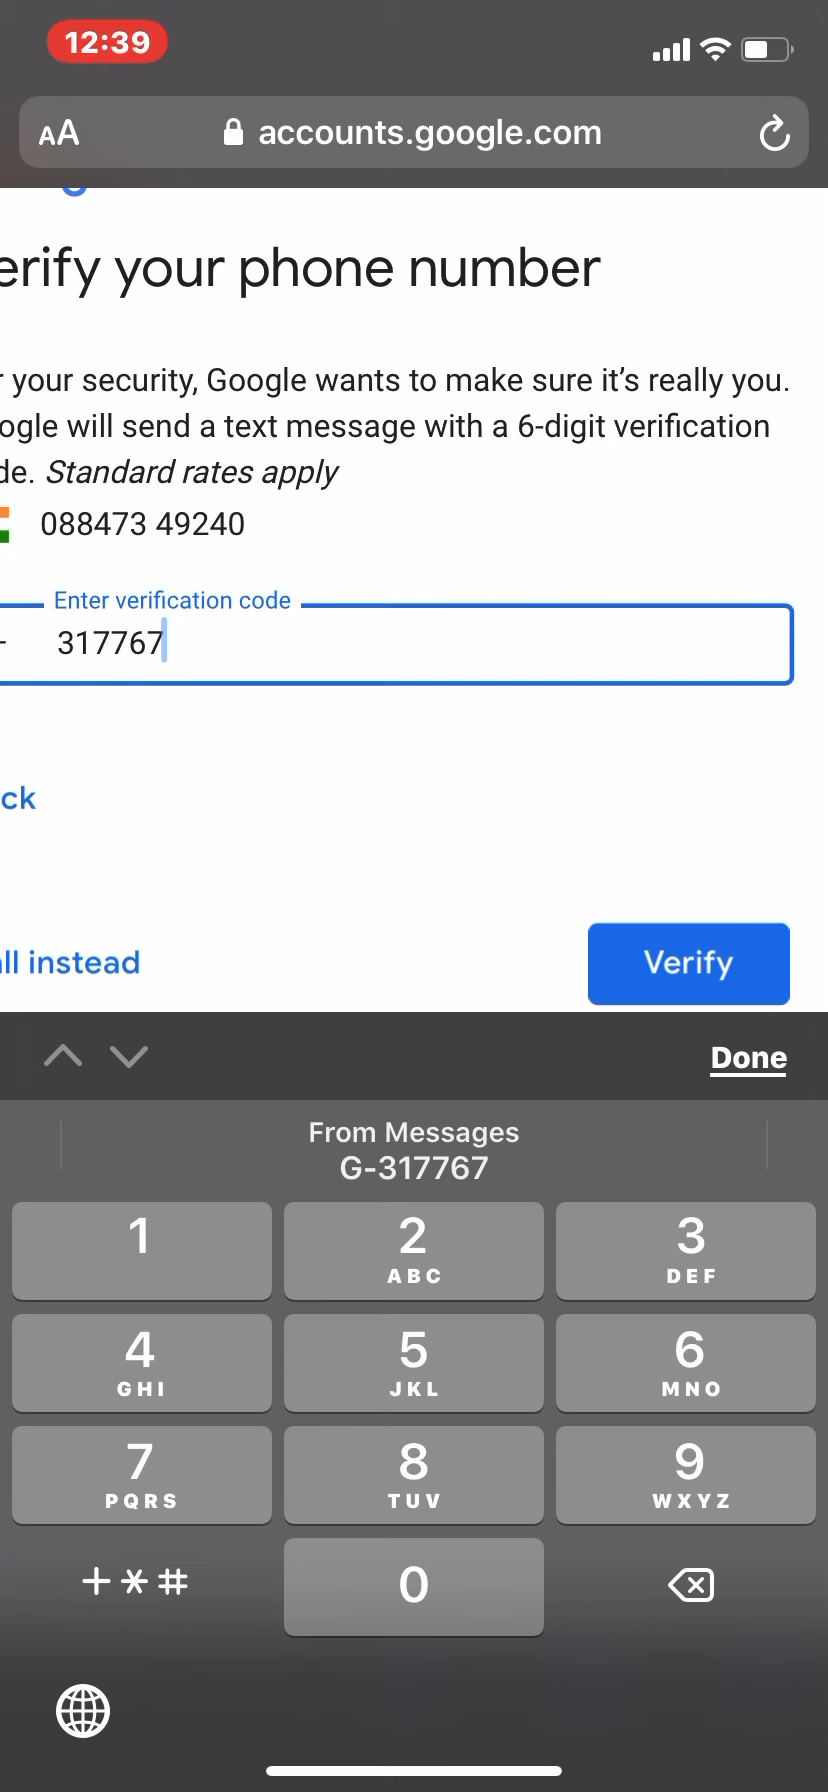 12:39
AA accounts.google.com
erify your phone number
r your security, Google wants to make sure it's really you.
ogle will send a text message with a 6-digit verification
de. Standard rates apply
088473 49240
Enter verification code
317767
ck
all instead
Verify
Done
From Messages
G-317767
1 2 3
ABC DEF
4 5 6
GHI JKL MNO
7 8 9
PQRS TUV WXYZ
+*# 0